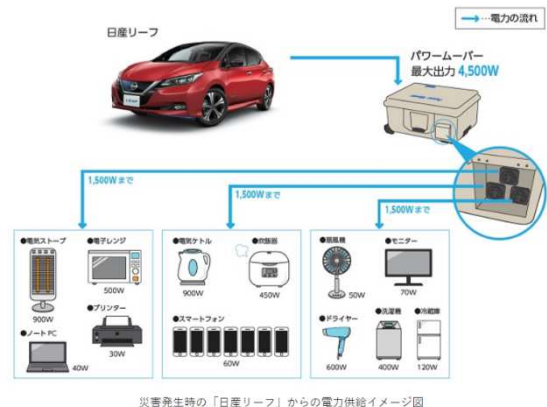 …電力の流れ
日産リーフ
パワームーバー
最大出力 4,500W
1,500Wまで
1,500Wまで
1,500Wまで
●電気ストーブ
900W
●電子レンジ
500W
●プリンター
30W
●ノートPC
40W
●電気ケトル
900W
●炊飯器
450W
●スマートフォン
60W
●扇風機
50W
●モニター
70W
●ドライヤー
600W
●洗濯機
400W
●冷蔵庫
120W
災害発生時の「日産リーフ」からの電力供給イメージ図